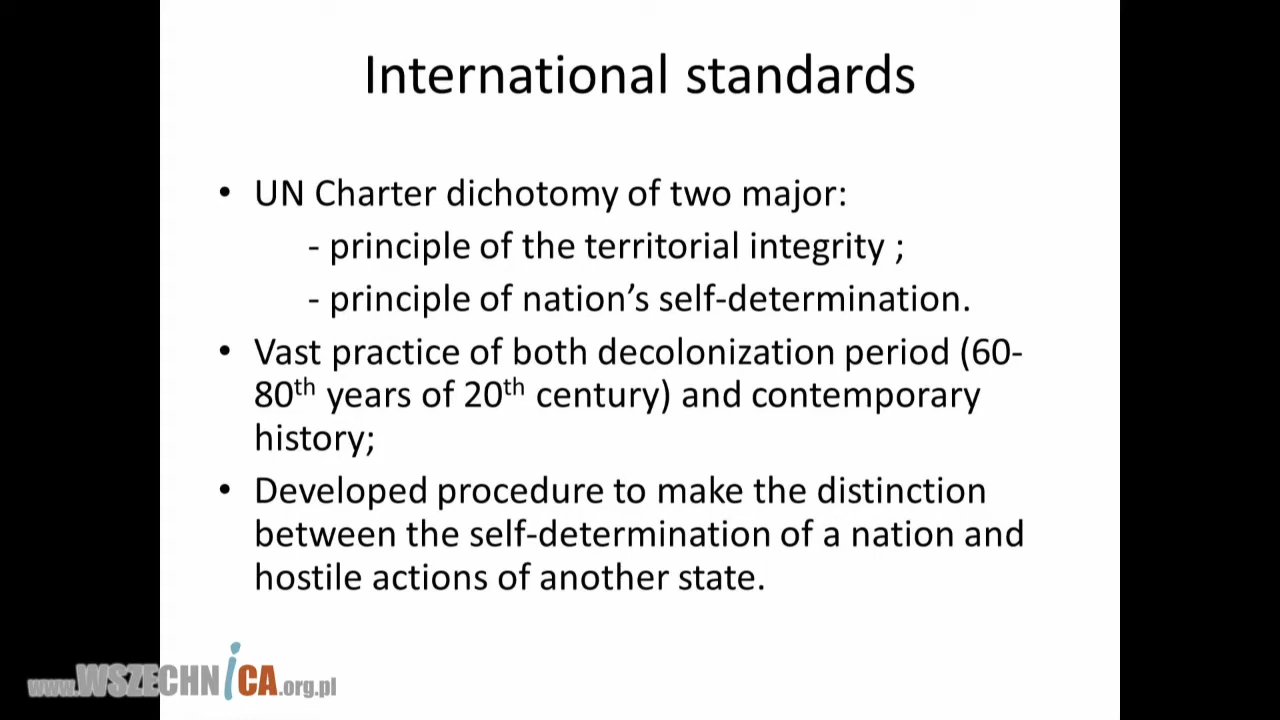 International standards
• UN Charter dichotomy of two major:
- principle of the territorial integrity ;
- principle of nation’s self-determination.
• Vast practice of both decolonization period (60-
80th years of 20th century) and contemporary
history;
• Developed procedure to make the distinction
between the self-determination of a nation and
hostile actions of another state.
www.WSZECHNiCA.org.pl